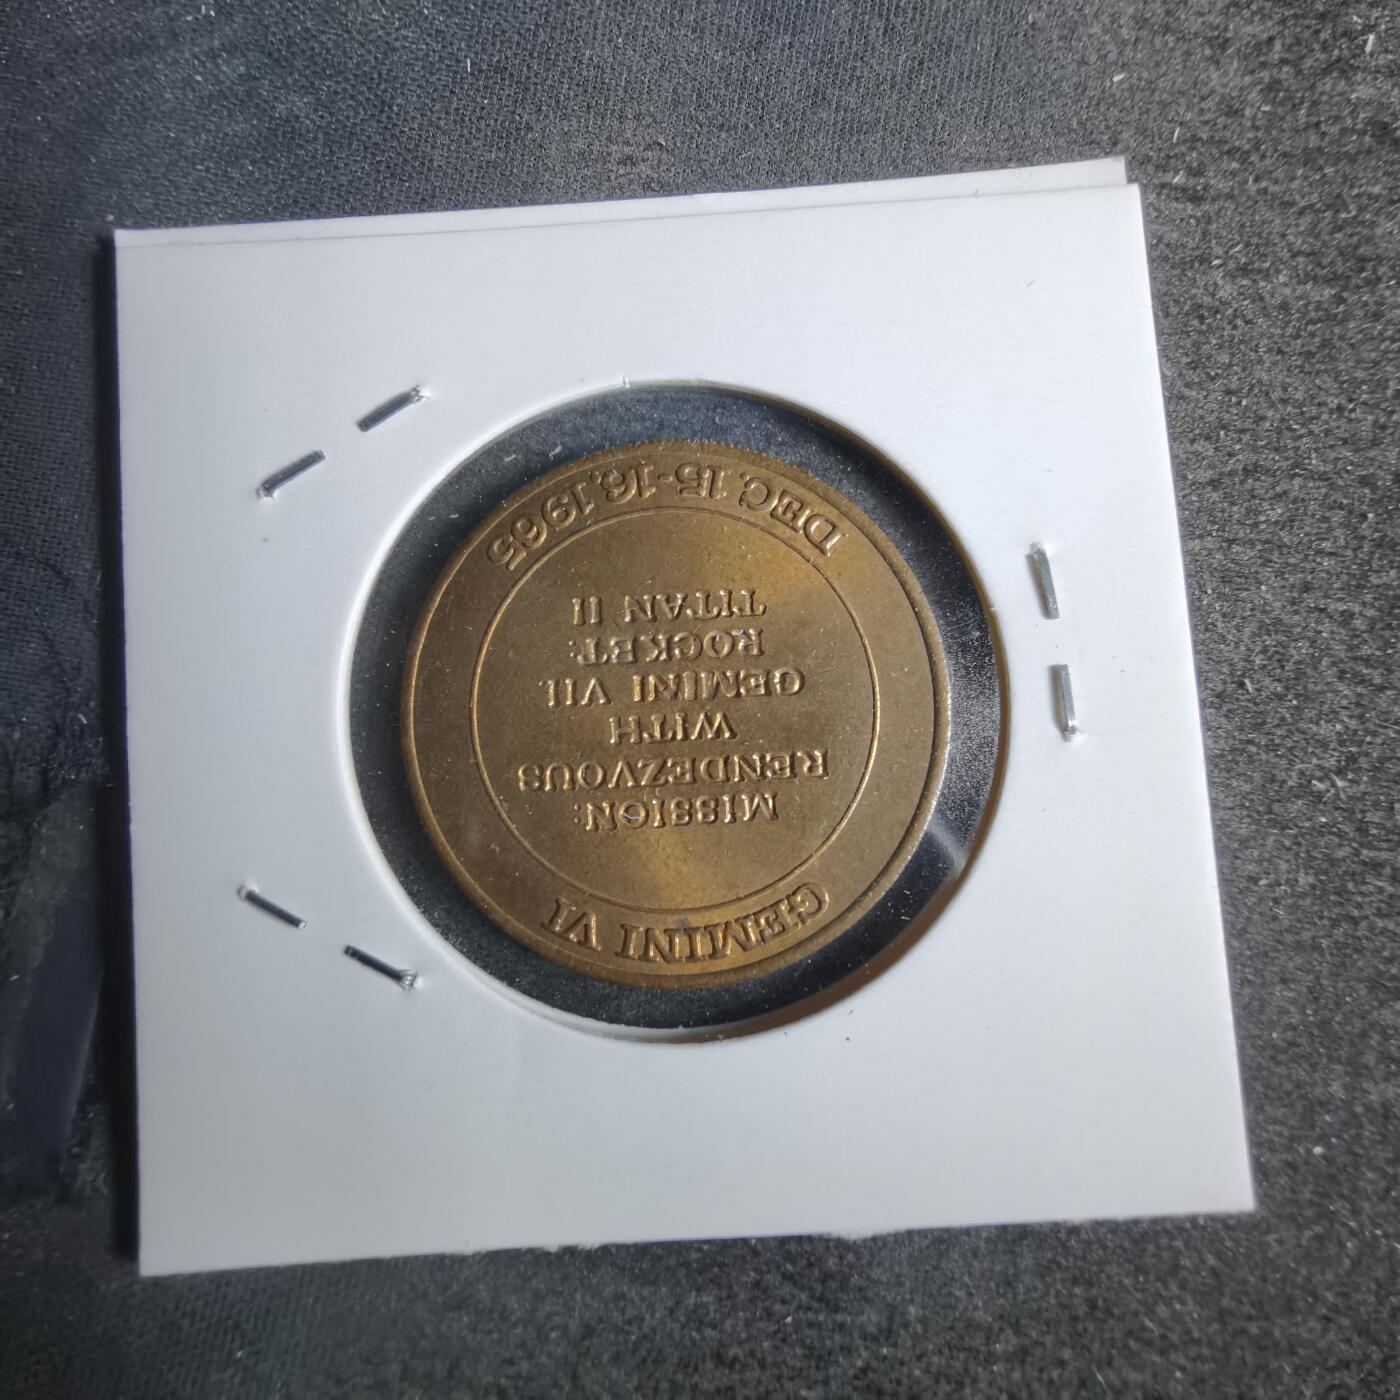 GEMINI VI
MISSION:
RENDEZVOUS
WITH
GEMINI VII.
ROCKET:
TITAN II
DEC. 15-16, 1965